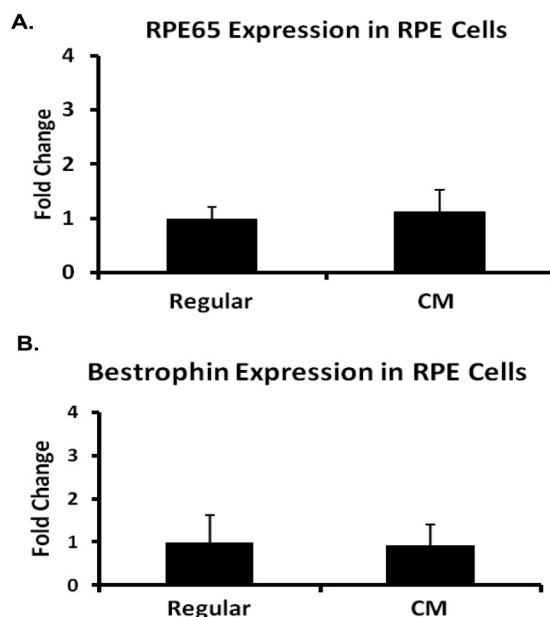 A.
RPE65 Expression in RPE Cells
4
3
2
1
0
Fold Change
Regular CM
B.
Bestrophin Expression in RPE Cells
4
3
2
1
0
Fold Change
Regular CM